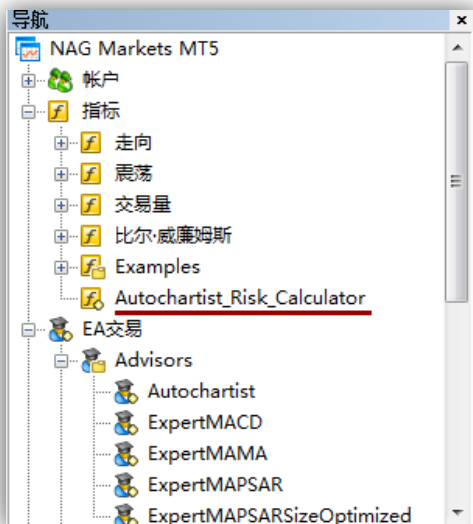 导航
NAG Markets MT5
帐户
指标
走向
震荡
交易量
比尔·威廉姆斯
Examples
Autochartist_Risk_Calculator
EA交易
Advisors
Autochartist
ExpertMACD
ExpertMAMA
ExpertMAPSAR
ExpertMAPSARSizeOptimized